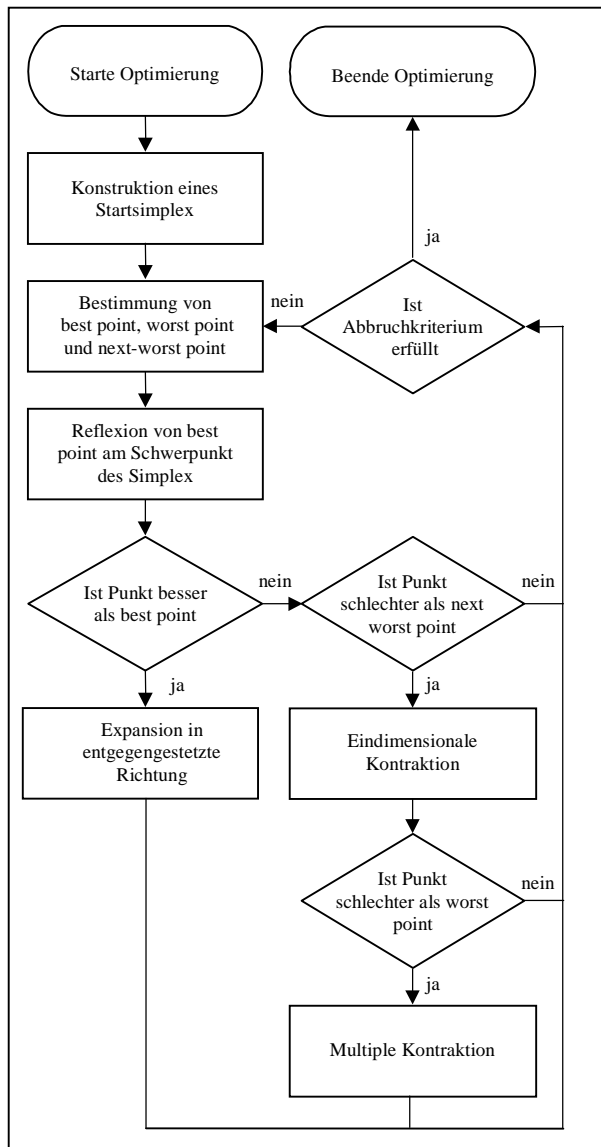 Starte Optimierung
Beende Optimierung
Konstruktion eines
Startsimplex
ja
Bestimmung von
best point, worst point
und next-worst point
nein
Ist
Abbruchkriterium
erfüllt
Reflexion von best
point am Schwerpunkt
des Simplex
Ist Punkt besser
als best point
nein
Ist Punkt
schlechter als next
worst point
nein
ja
ja
Expansion in
entgegengestetzte
Richtung
Eindimensionale
Kontraktion
Ist Punkt
schlechter als worst
point
nein
ja
Multiple Kontraktion